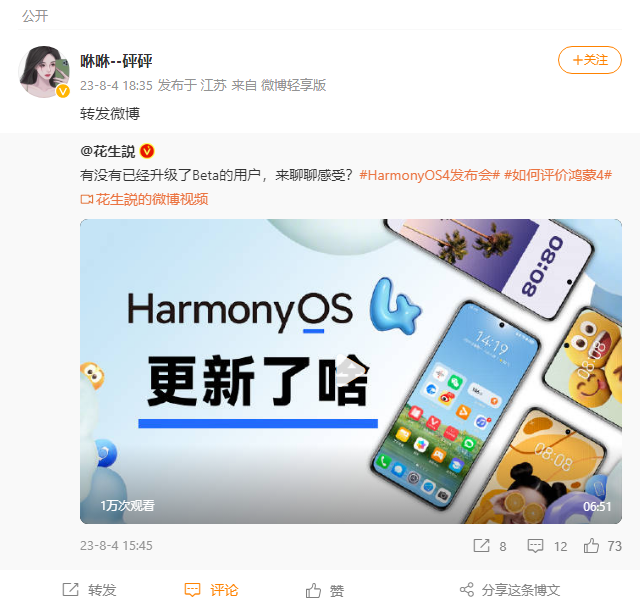 公开
咻咻--砰砰
+关注
23-8-4 18:35 发布于 江苏 来自 微博轻享版
转发微博
@花生説
有没有已经升级了Beta的用户，来聊聊感受？#HarmonyOS4发布会# #如何评价鸿蒙4#
花生説的微博视频
08:08
HarmonyOS 4
14:19
更新了啥
08:08
08:08
1万次观看
06:51
23-8-4 15:45
8
12
73
转发
评论
赞
分享这条博文